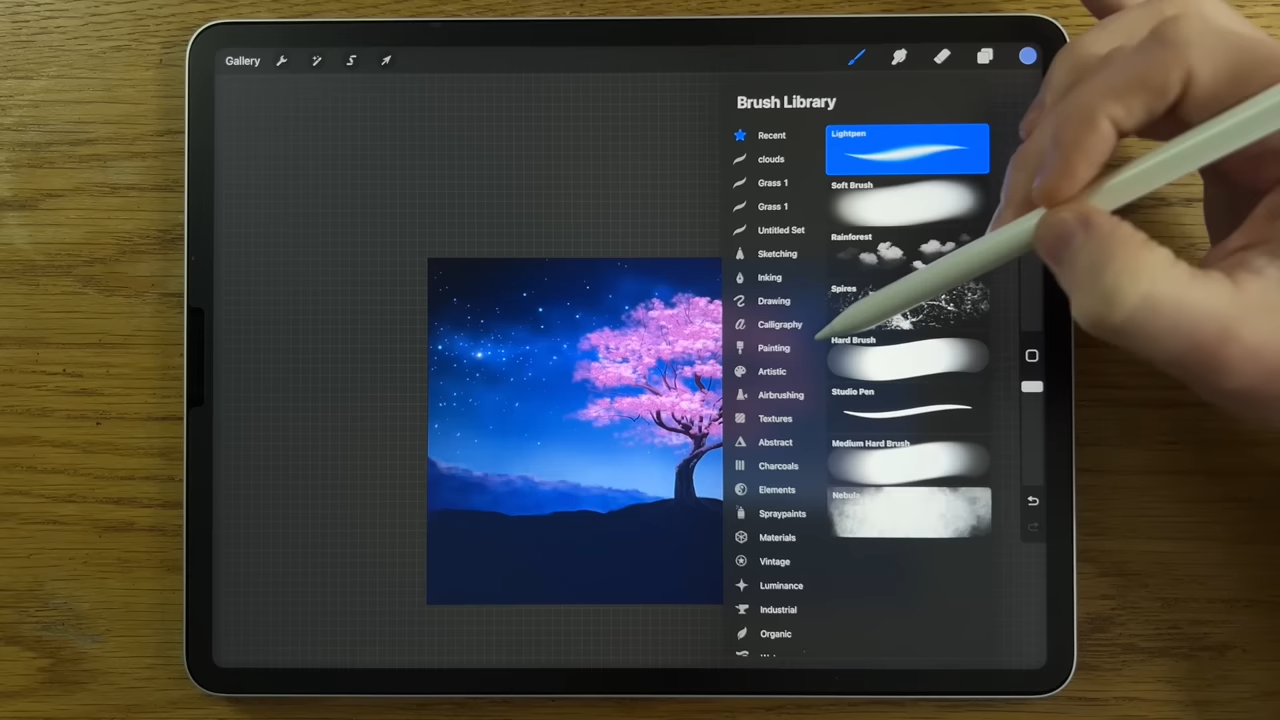 Gallery
Brush Library
Recent
clouds
Grass 1
Grass 1
Untitled Set
Sketching
Inking
Drawing
Calligraphy
Painting
Artistic
Airbrushing
Textures
Abstract
Charcoals
Elements
Spraypaints
Materials
Vintage
Luminance
Industrial
Organic
Lightpen
Soft Brush
Rainforest
Spires
Hard Brush
Studio Pen
Medium Hard Brush
Nebula